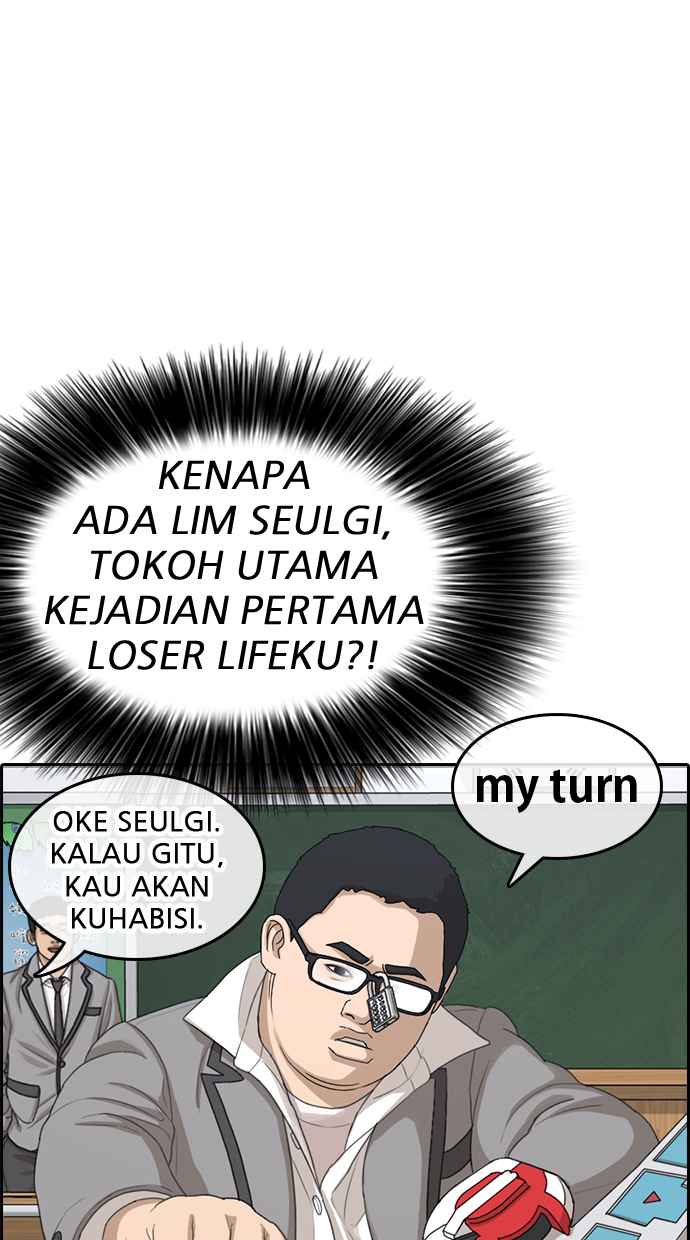 KENAPA
ADA LIM SEULGI,
TOKOH UTAMA
KEJADIAN PERTAMA
LOSER LIFEKU?!
my turn
OKE SEULGI.
KALAU GITU,
KAU AKAN
KUHABISI.